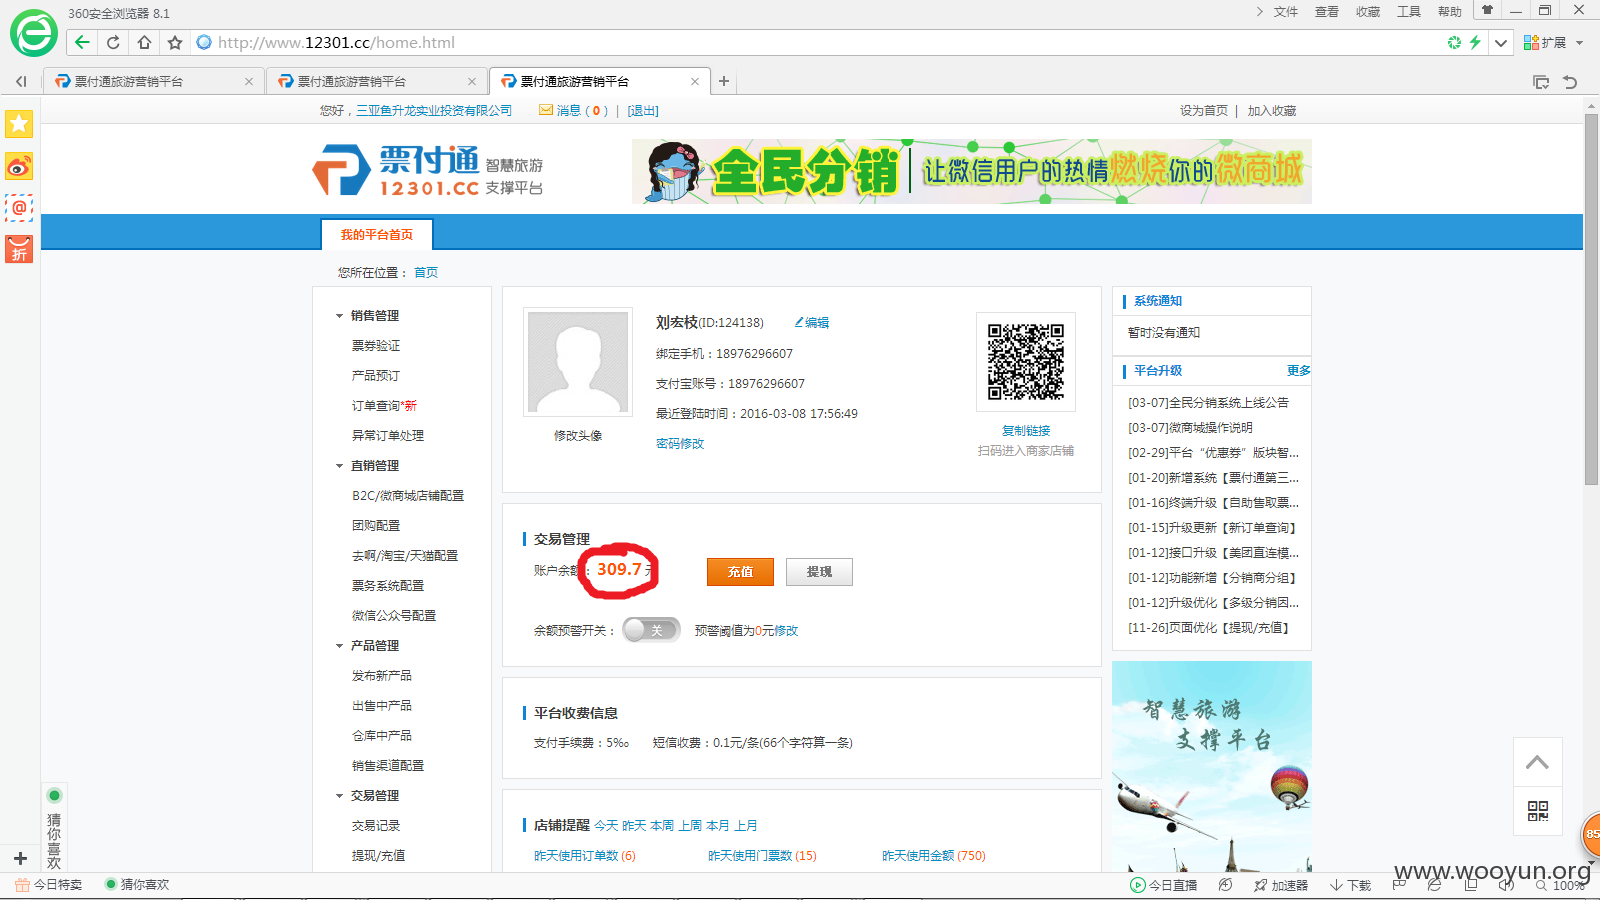 360安全浏览器 8.1
文件 查看 收藏 工具 帮助
http://www.12301.cc/home.html
扩展
票付通旅游营销平台
票付通旅游营销平台
票付通旅游营销平台
您好，三亚鱼升龙实业投资有限公司 消息（0）| [退出]
设为首页 | 加入收藏
票付通
12301.CC
智慧旅游
支撑平台
全民分销
让微信用户的热情燃烧你的微商城
@
折
我的平台首页
您所在位置： 首页
销售管理
票券验证
产品预订
订单查询*新
异常订单处理
直销管理
B2C/微商城店铺配置
团购配置
去啊/淘宝/天猫配置
票务系统配置
微信公众号配置
产品管理
发布新产品
出售中产品
仓库中产品
销售渠道配置
交易管理
交易记录
提现/充值
修改头像
刘宏枝(ID:124138) 编辑
绑定手机：18976296607
支付宝账号：18976296607
最近登陆时间：2016-03-08 17:56:49
密码修改
复制链接
扫码进入商家店铺
交易管理
账户余额：309.7元
充值
提现
余额预警开关： 关 预警阈值为0元修改
平台收费信息
支付手续费：5‰ 短信收费：0.1元/条(66个字符算一条)
店铺提醒 今天 昨天 本周 上周 本月 上月
昨天使用订单数 (6) 昨天使用门票数 (15) 昨天使用金额 (750)
系统通知
暂时没有通知
平台升级 更多
[03-07]全民分销系统上线公告
[03-07]微商城操作说明
[02-29]平台“优惠券”版块智...
[01-20]新增系统【票付通第三...
[01-16]终端升级【自助售取票...
[01-15]升级更新【新订单查询】
[01-12]接口升级【美团直连模...
[01-12]功能新增【分销商分组】
[01-12]升级优化【多级分销因...
[11-26]页面优化【提现/充值】
智慧旅游
支撑平台
85
猜你喜欢
www.wooyun.org
今日特卖 猜你喜欢
今日直播 加速器 下载 100%